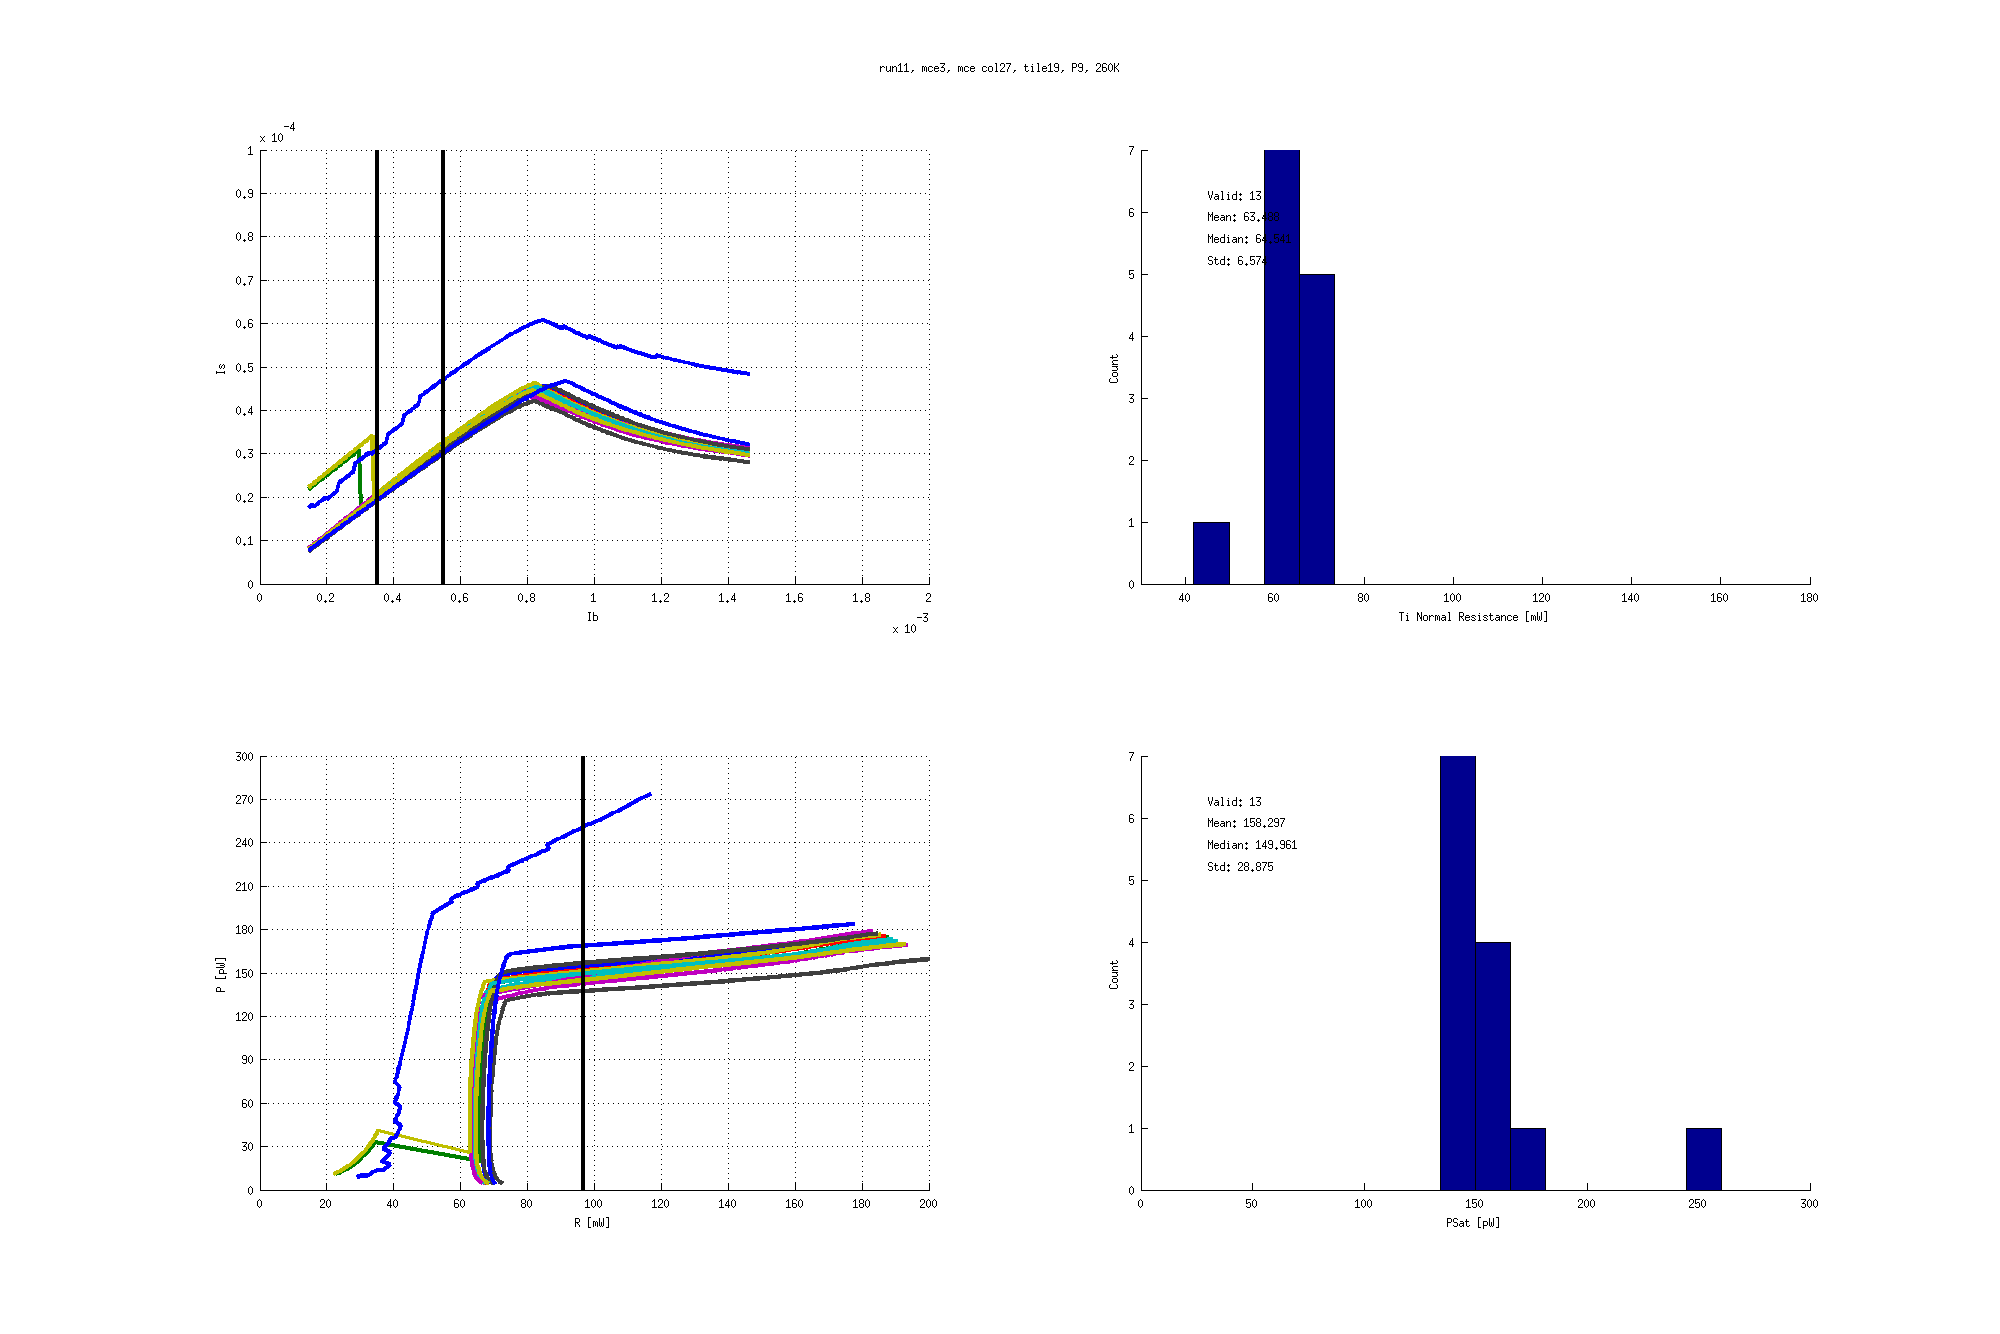 run11, mce3, mce col27, tile19, P9, 260K
x 10^-4
1
0.9
0.8
0.7
0.6
0.5
0.4
0.3
0.2
0.1
0
Is
0 0.2 0.4 0.6 0.8 1 1.2 1.4 1.6 1.8 2
Ib
x 10^-3
7
6
5
4
3
2
1
0
Count
Valid: 13
Mean: 63.488
Median: 64.541
Std: 6.574
40 60 80 100 120 140 160 180
Ti Normal Resistance [mW]
300
270
240
210
180
150
120
90
60
30
0
P [pW]
0 20 40 60 80 100 120 140 160 180 200
R [mW]
7
6
5
4
3
2
1
0
Count
Valid: 13
Mean: 158.297
Median: 149.961
Std: 28.875
0 50 100 150 200 250 300
PSat [pW]